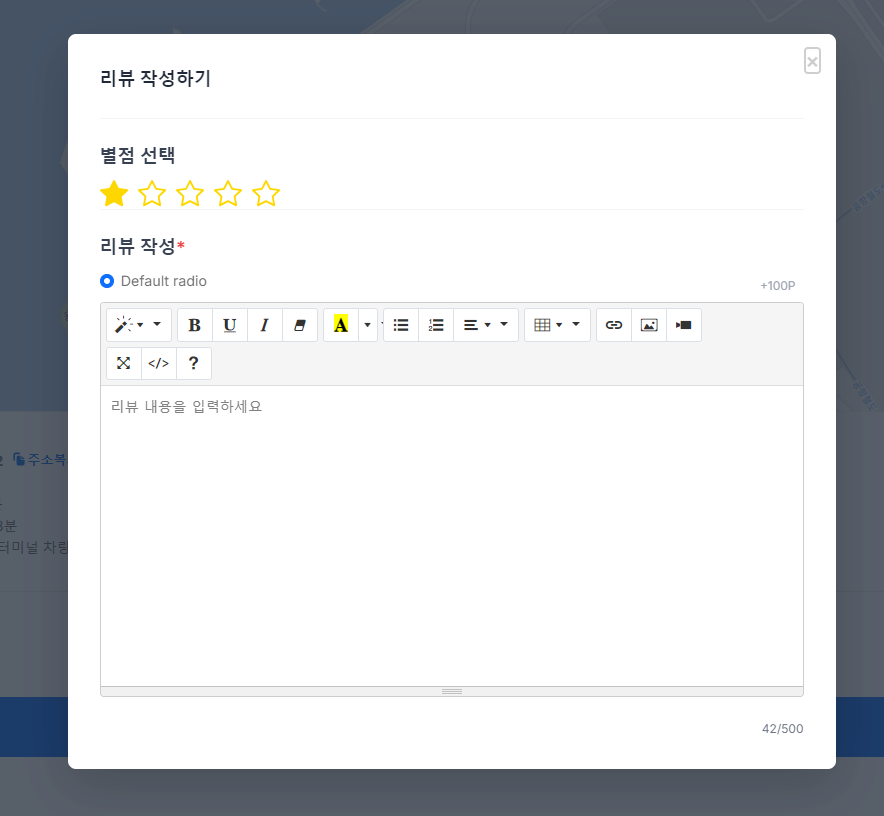 리뷰 작성하기
×
별점 선택
리뷰 작성*
Default radio
+100P
B U I A
</> ?
리뷰 내용을 입력하세요
주소복
3분
터미널 차량
42/500